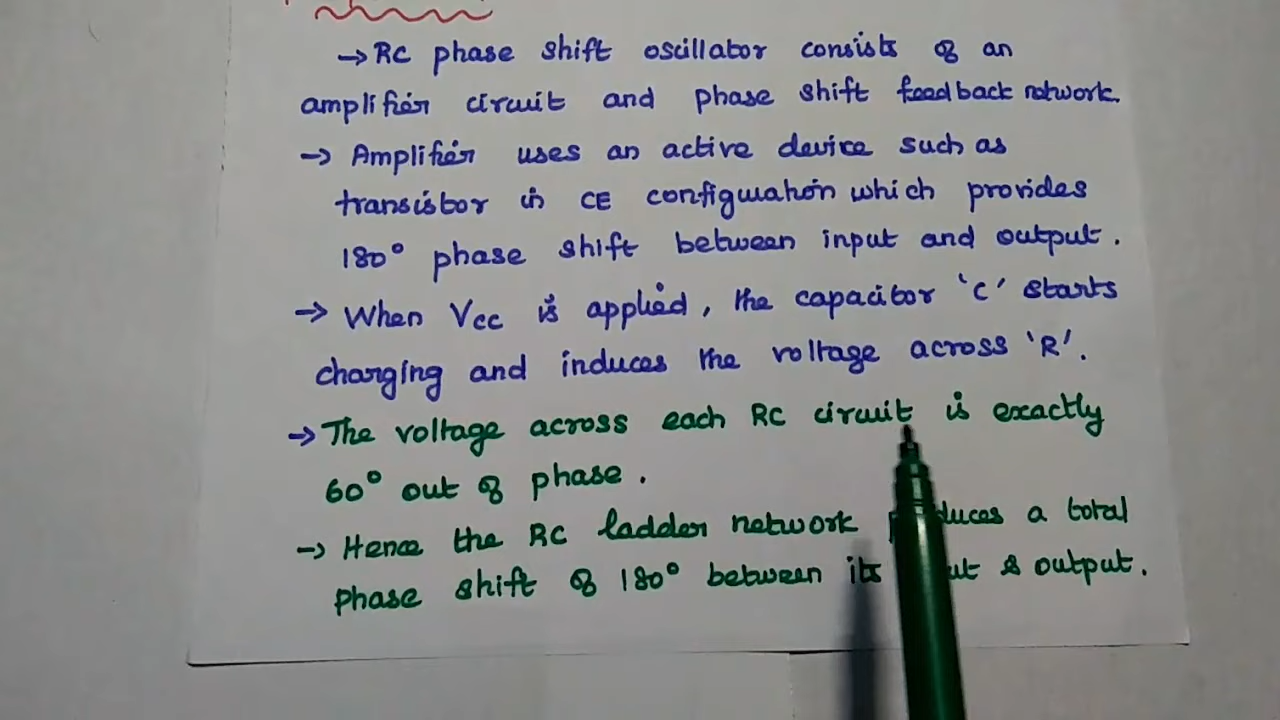 → RC phase shift oscillator consists of an
amplifier circuit and phase shift feedback network.
→ Amplifier uses an active device such as
transistor in CE configuration which provides
180° phase shift between input and output.
→ When Vcc is applied, the capacitor 'C' starts
charging and induces the voltage across 'R'.
→ The voltage across each RC circuit is exactly
60° out of phase.
→ Hence the RC ladder network a total
phase shift of 180° between its & output.